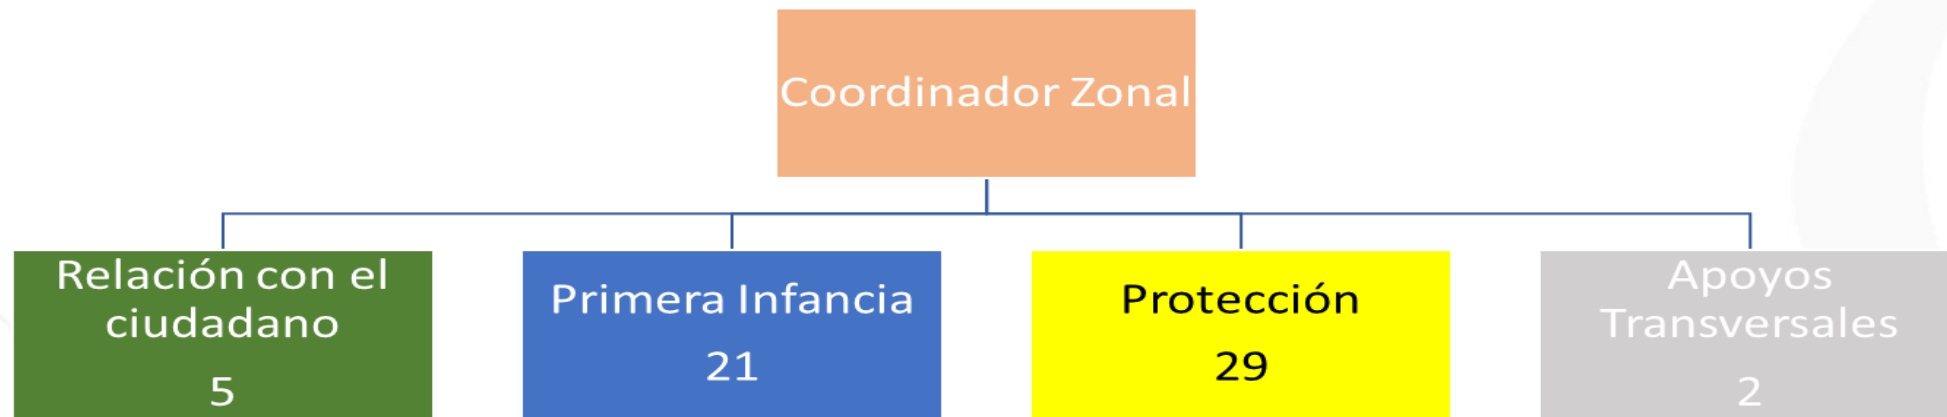 Coordinador Zonal
Relación con el
ciudadano
5
Primera Infancia
21
Protección
29
Apoyos
Transversales
2